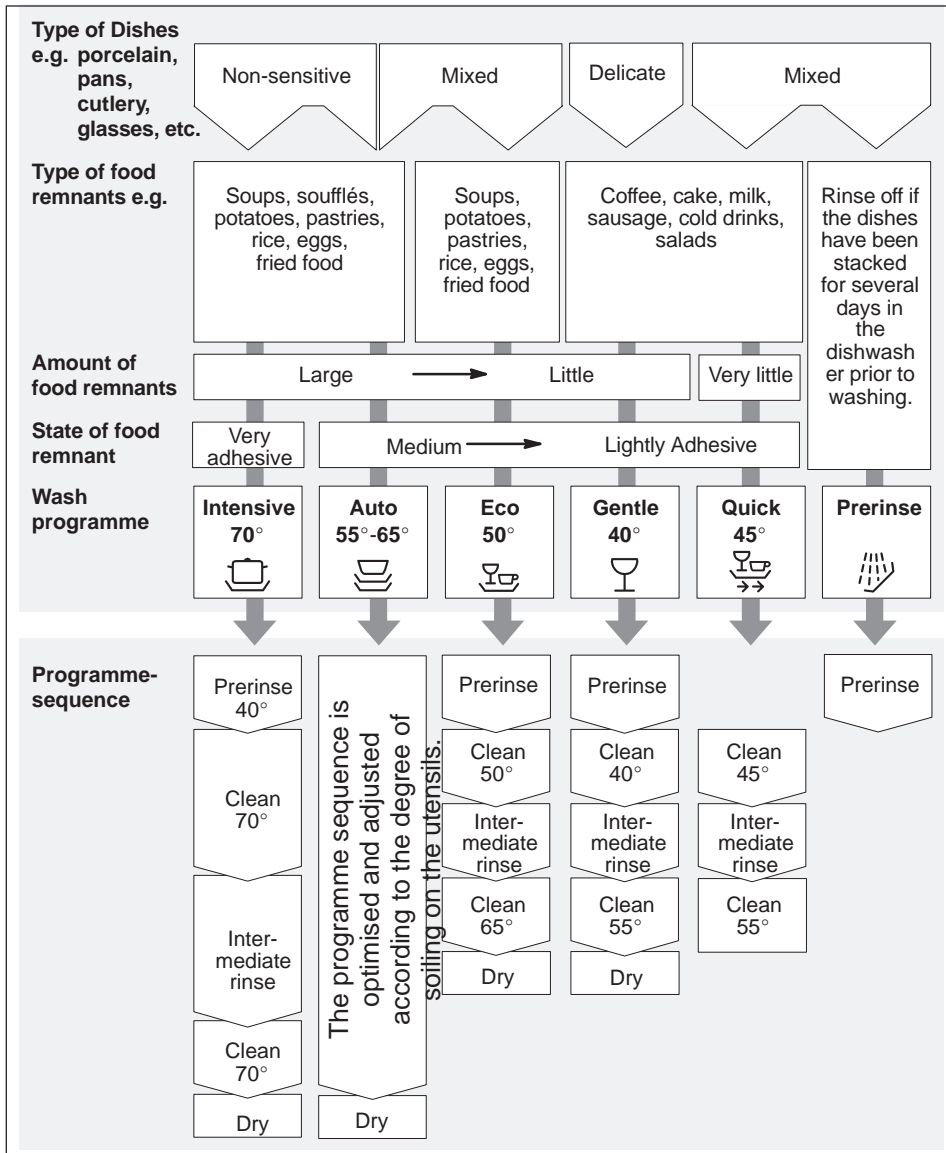 Type of Dishes
e.g. porcelain,
pans,
cutlery,
glasses, etc.
Non-sensitive
Mixed
Delicate
Mixed
Type of food
remnants e.g.
Soups, soufflés,
potatoes, pastries,
rice, eggs,
fried food
Soups,
potatoes,
pastries,
rice, eggs,
fried food
Coffee, cake, milk,
sausage, cold drinks,
salads
Rinse off if
the dishes
have been
stacked
for several
days in
the
dishwash
er prior to
washing.
Amount of
food remnants
Large
Little
Very little
State of food
remnant
Very
adhesive
Medium
Lightly Adhesive
Wash
programme
Intensive
70°
Auto
55°-65°
Eco
50°
Gentle
40°
Quick
45°
Prerinse
Programme-
sequence
Prerinse
40°
Clean
70°
Inter-
mediate
rinse
Clean
70°
Dry
The programme sequence is
optimised and adjusted
according to the degree of
soiling on the utensils.
Dry
Prerinse
Clean
50°
Inter-
mediate
rinse
Clean
65°
Dry
Prerinse
Clean
40°
Inter-
mediate
rinse
Clean
55°
Dry
Clean
45°
Inter-
mediate
rinse
Clean
55°
Prerinse